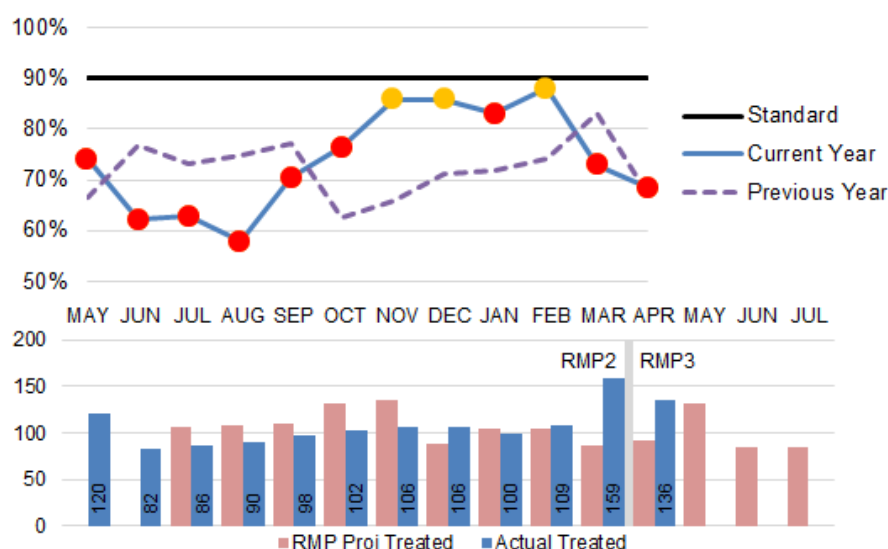 100%
90%
80%
70%
60%
50%
Standard
Current Year
Previous Year
MAY JUN JUL AUG SEP OCT NOV DEC JAN FEB MAR APR MAY JUN JUL
200
150
100
50
0
RMP2 RMP3
120 82 86 90 98 102 106 106 100 109 159 136
RMP Proj Treated Actual Treated